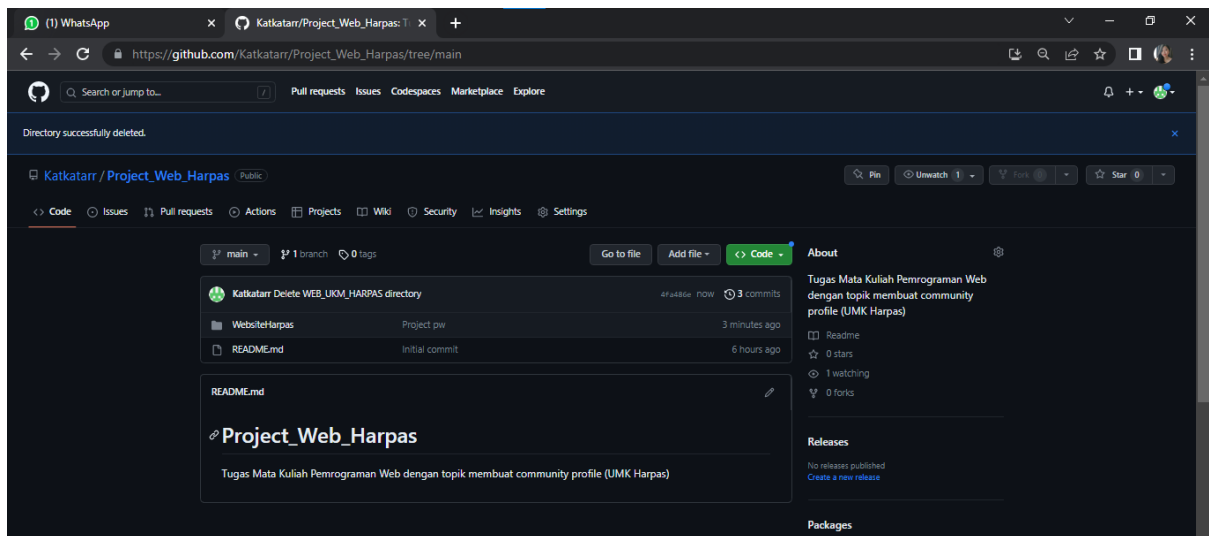 (1) WhatsApp
Katkatarr/Project_Web_Harpas: T
https://github.com/Katkatarr/Project_Web_Harpas/tree/main
Search or jump to... / Pull requests Issues Codespaces Marketplace Explore
Directory successfully deleted.
Katkatarr / Project_Web_Harpas Public Pin Unwatch 1 Fork 0 Star 0
Code Issues Pull requests Actions Projects Wiki Security Insights Settings
main 1 branch 0 tags Go to file Add file Code
Katkatarr Delete WEB_UKM_HARPAS directory 4fa486e now 3 commits
WebsiteHarpas Project pw 3 minutes ago
README.md Initial commit 6 hours ago
README.md
Project_Web_Harpas
Tugas Mata Kuliah Pemrograman Web dengan topik membuat community profile (UMK Harpas)
About
Tugas Mata Kuliah Pemrograman Web
dengan topik membuat community
profile (UMK Harpas)
Readme
0 stars
1 watching
0 forks
Releases
No releases published
Create a new release
Packages